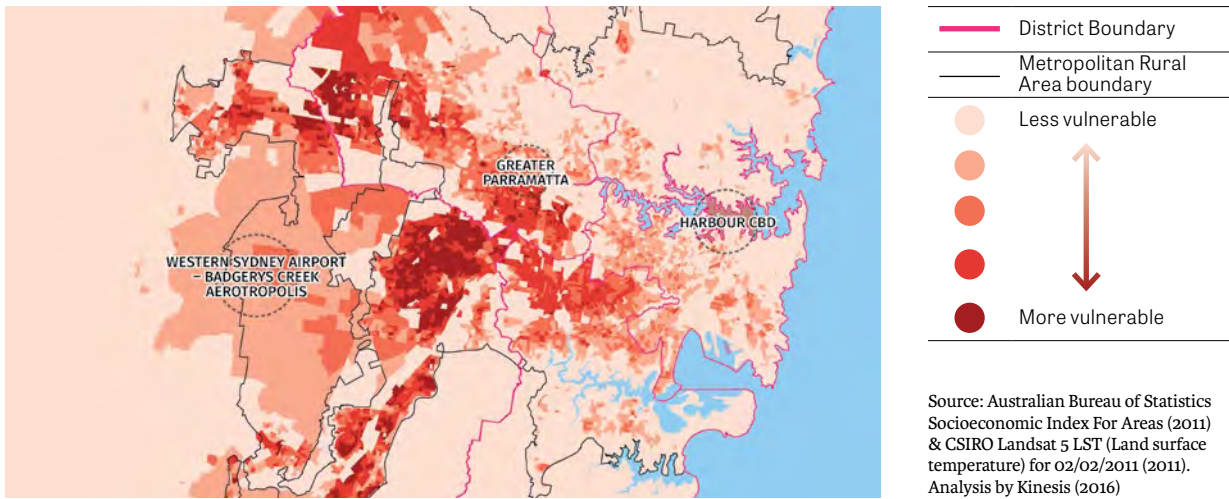 GREATER
PARRAMATTA
HARBOUR CBD
WESTERN SYDNEY AIRPORT
– BADGERYS CREEK
AEROTROPOLIS
District Boundary
Metropolitan Rural
Area boundary
Less vulnerable
More vulnerable
Source: Australian Bureau of Statistics
Socioeconomic Index For Areas (2011)
& CSIRO Landsat 5 LST (Land surface
temperature) for 02/02/2011 (2011).
Analysis by Kinesis (2016)